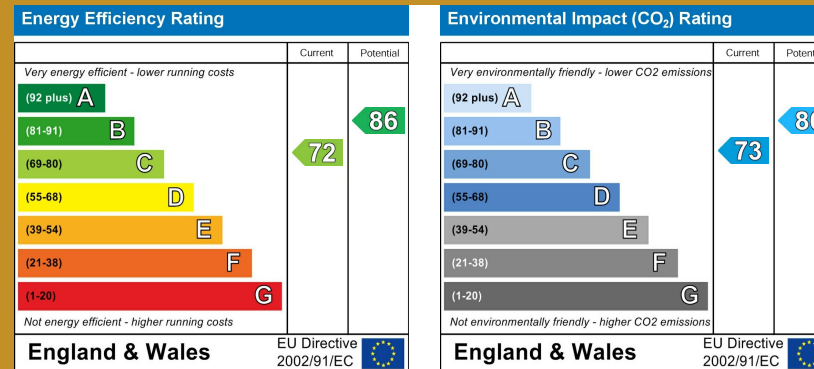 Energy Efficiency Rating
Current Potential
Very energy efficient - lower running costs
(92 plus) A
(81-91) B
(69-80) C
(55-68) D
(39-54) E
(21-38) F
(1-20) G
72
86
Not energy efficient - higher running costs
England & Wales
EU Directive
2002/91/EC
Environmental Impact (CO₂) Rating
Current Potent
Very environmentally friendly - lower CO2 emissions
(92 plus) A
(81-91) B
(69-80) C
(55-68) D
(39-54) E
(21-38) F
(1-20) G
73
Not environmentally friendly - higher CO2 emissions
England & Wales
EU Directive
2002/91/EC